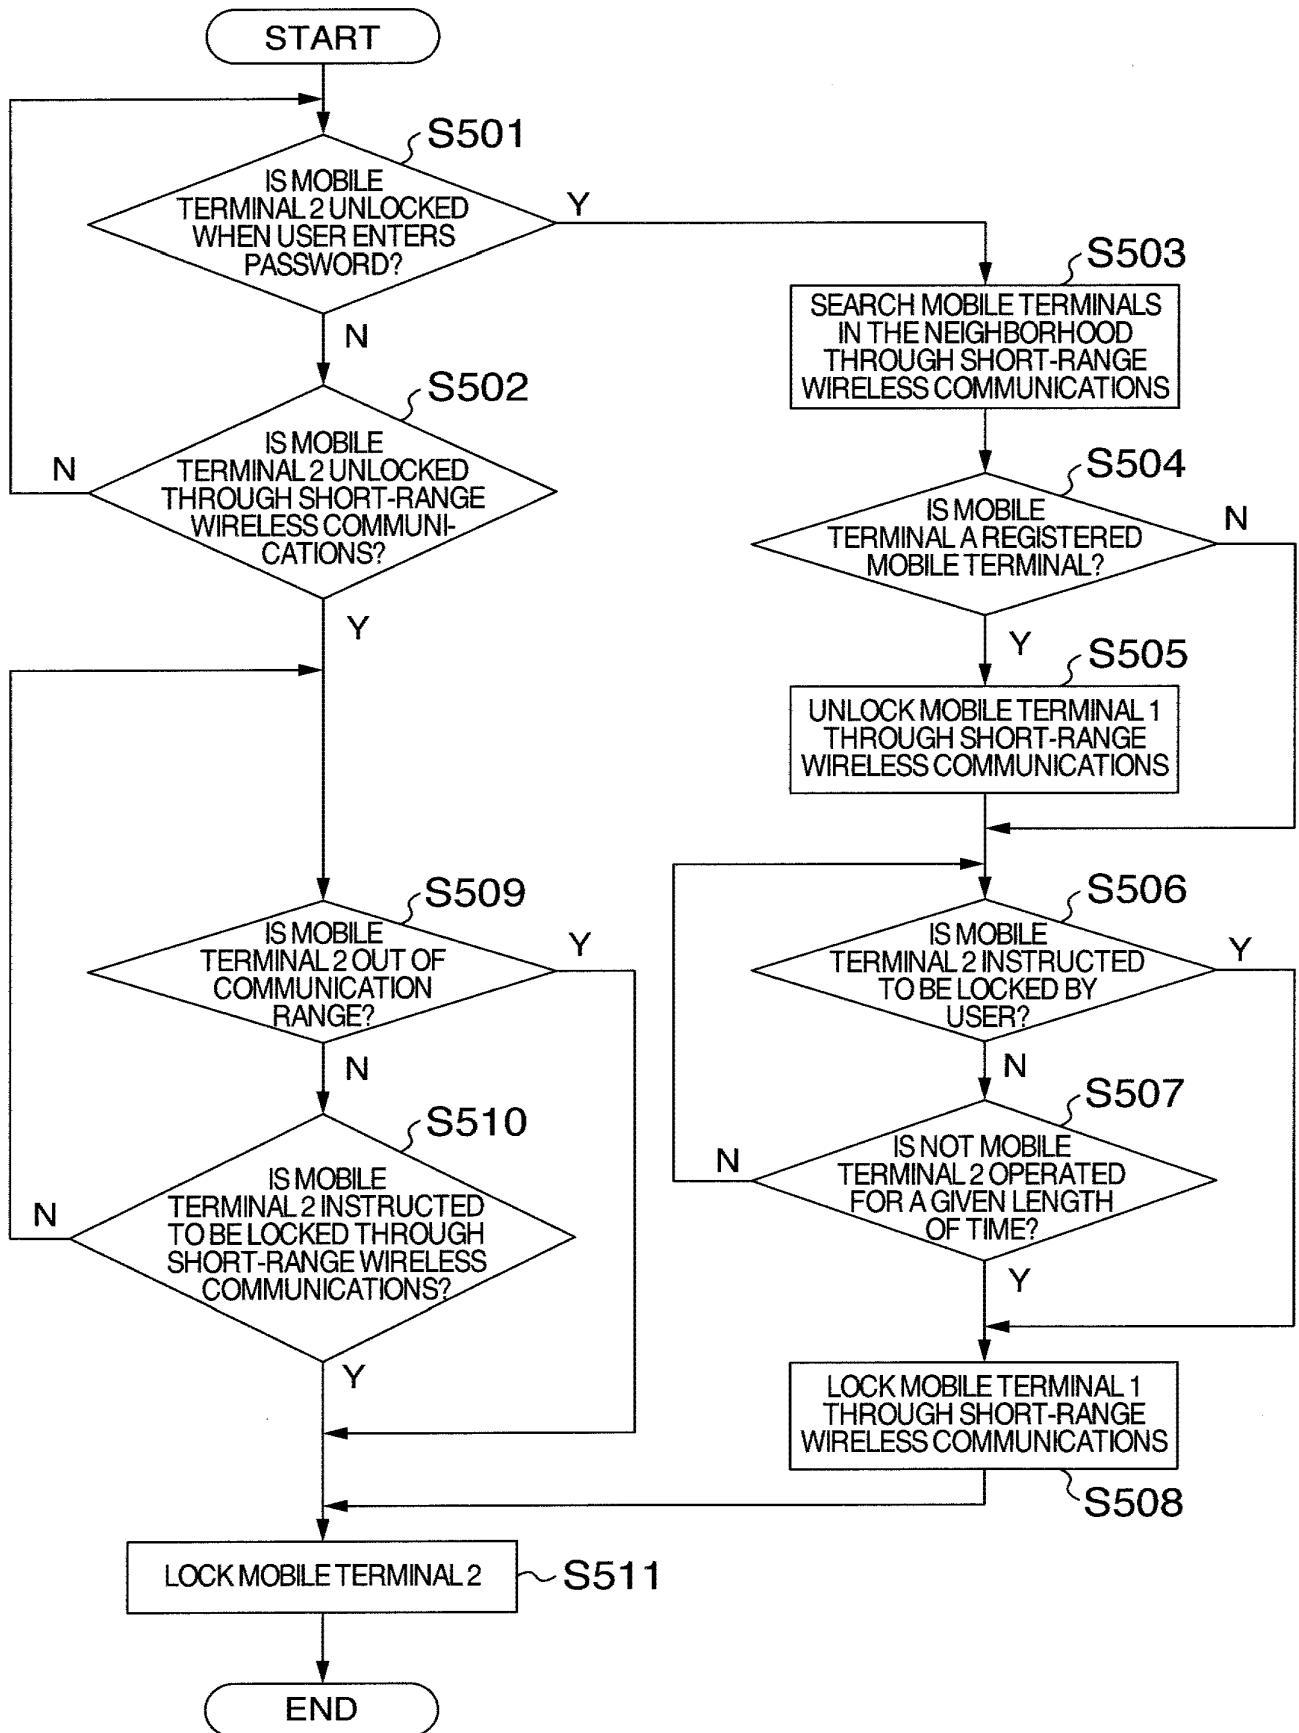 START
S501
IS MOBILE
TERMINAL 2 UNLOCKED
WHEN USER ENTERS
PASSWORD?
Y
N
S502
IS MOBILE
TERMINAL 2 UNLOCKED
THROUGH SHORT-RANGE
WIRELESS COMMUNI-
CATIONS?
N
Y
S503
SEARCH MOBILE TERMINALS
IN THE NEIGHBORHOOD
THROUGH SHORT-RANGE
WIRELESS COMMUNICATIONS
S504
IS MOBILE
TERMINAL A REGISTERED
MOBILE TERMINAL?
N
Y
S505
UNLOCK MOBILE TERMINAL 1
THROUGH SHORT-RANGE
WIRELESS COMMUNICATIONS
S506
IS MOBILE
TERMINAL 2 INSTRUCTED
TO BE LOCKED BY
USER?
Y
N
S507
IS NOT MOBILE
TERMINAL 2 OPERATED
FOR A GIVEN LENGTH
OF TIME?
N
Y
LOCK MOBILE TERMINAL 1
THROUGH SHORT-RANGE
WIRELESS COMMUNICATIONS
S508
S509
IS MOBILE
TERMINAL 2 OUT OF
COMMUNICATION
RANGE?
Y
N
S510
IS MOBILE
TERMINAL 2 INSTRUCTED
TO BE LOCKED THROUGH
SHORT-RANGE WIRELESS
COMMUNICATIONS?
N
Y
LOCK MOBILE TERMINAL 2
S511
END